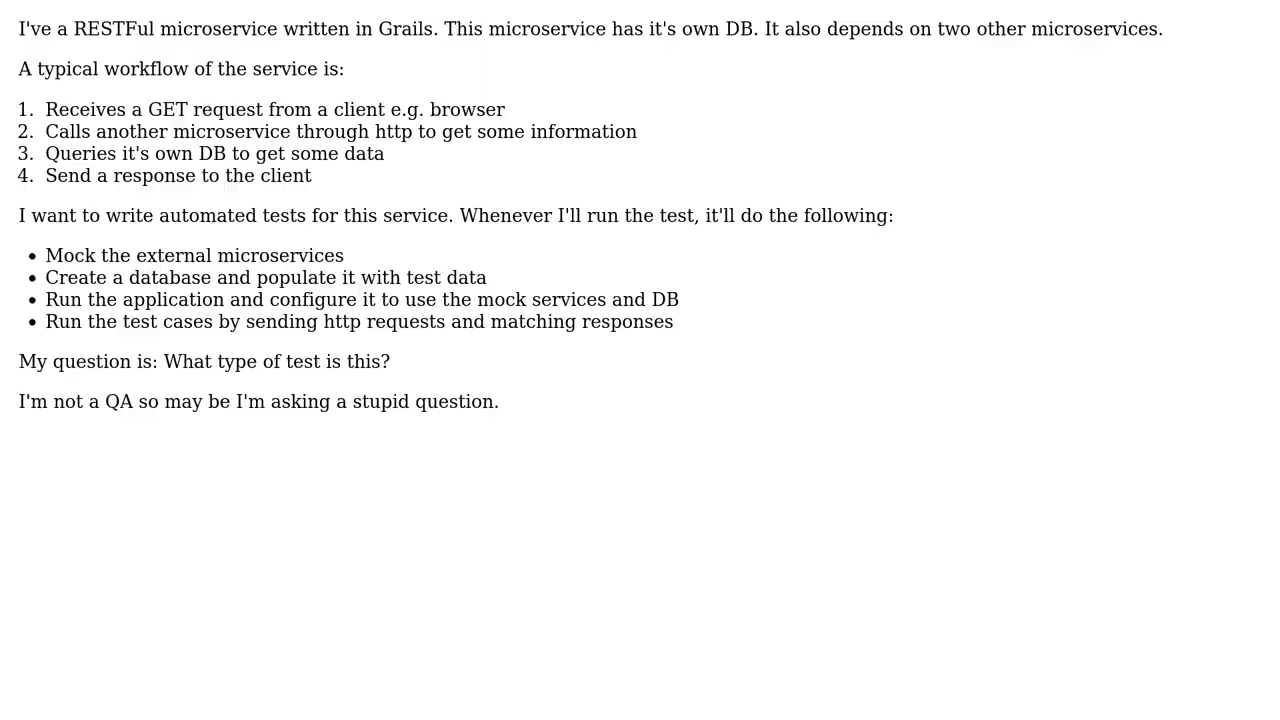 I've a RESTFul microservice written in Grails. This microservice has it's own DB. It also depends on two other microservices.
A typical workflow of the service is:
1. Receives a GET request from a client e.g. browser
2. Calls another microservice through http to get some information
3. Queries it's own DB to get some data
4. Send a response to the client
I want to write automated tests for this service. Whenever I'll run the test, it'll do the following:
• Mock the external microservices
• Create a database and populate it with test data
• Run the application and configure it to use the mock services and DB
• Run the test cases by sending http requests and matching responses
My question is: What type of test is this?
I'm not a QA so may be I'm asking a stupid question.